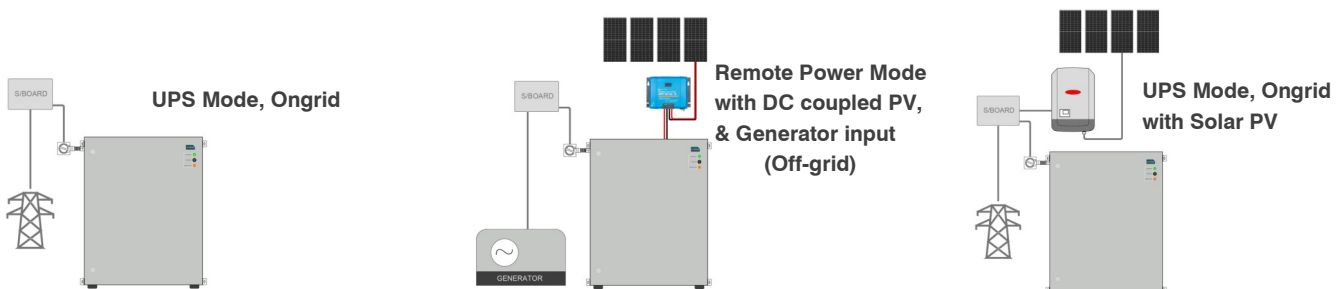 S/BOARD
UPS Mode, Ongrid
S/BOARD
Remote Power Mode
with DC coupled PV,
& Generator input
(Off-grid)
GENERATOR
S/BOARD
UPS Mode, Ongrid
with Solar PV